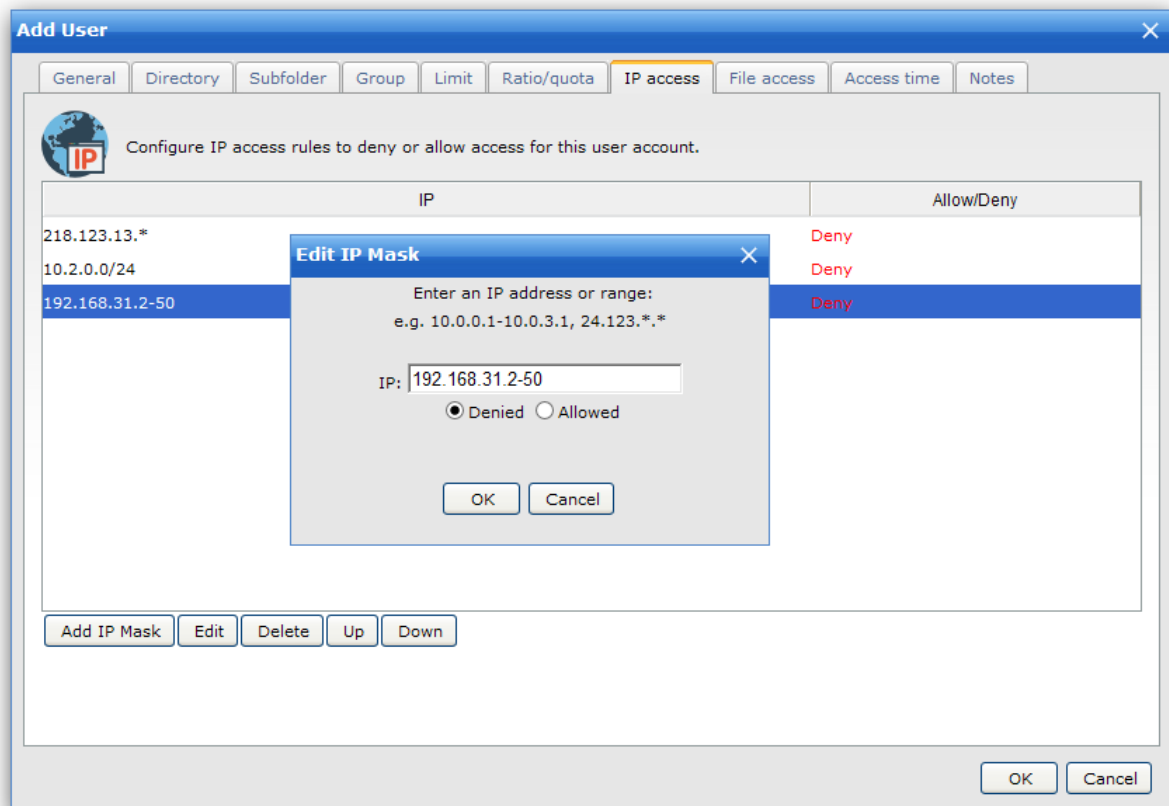 Add User
General Directory Subfolder Group Limit Ratio/quota IP access File access Access time Notes
IP
Configure IP access rules to deny or allow access for this user account.
IP Allow/Deny
218.123.13.* Deny
10.2.0.0/24 Deny
192.168.31.2-50 Deny
Edit IP Mask
Enter an IP address or range:
e.g. 10.0.0.1-10.0.3.1, 24.123.*.*
IP: 192.168.31.2-50
Denied Allowed
OK Cancel
Add IP Mask Edit Delete Up Down
OK Cancel